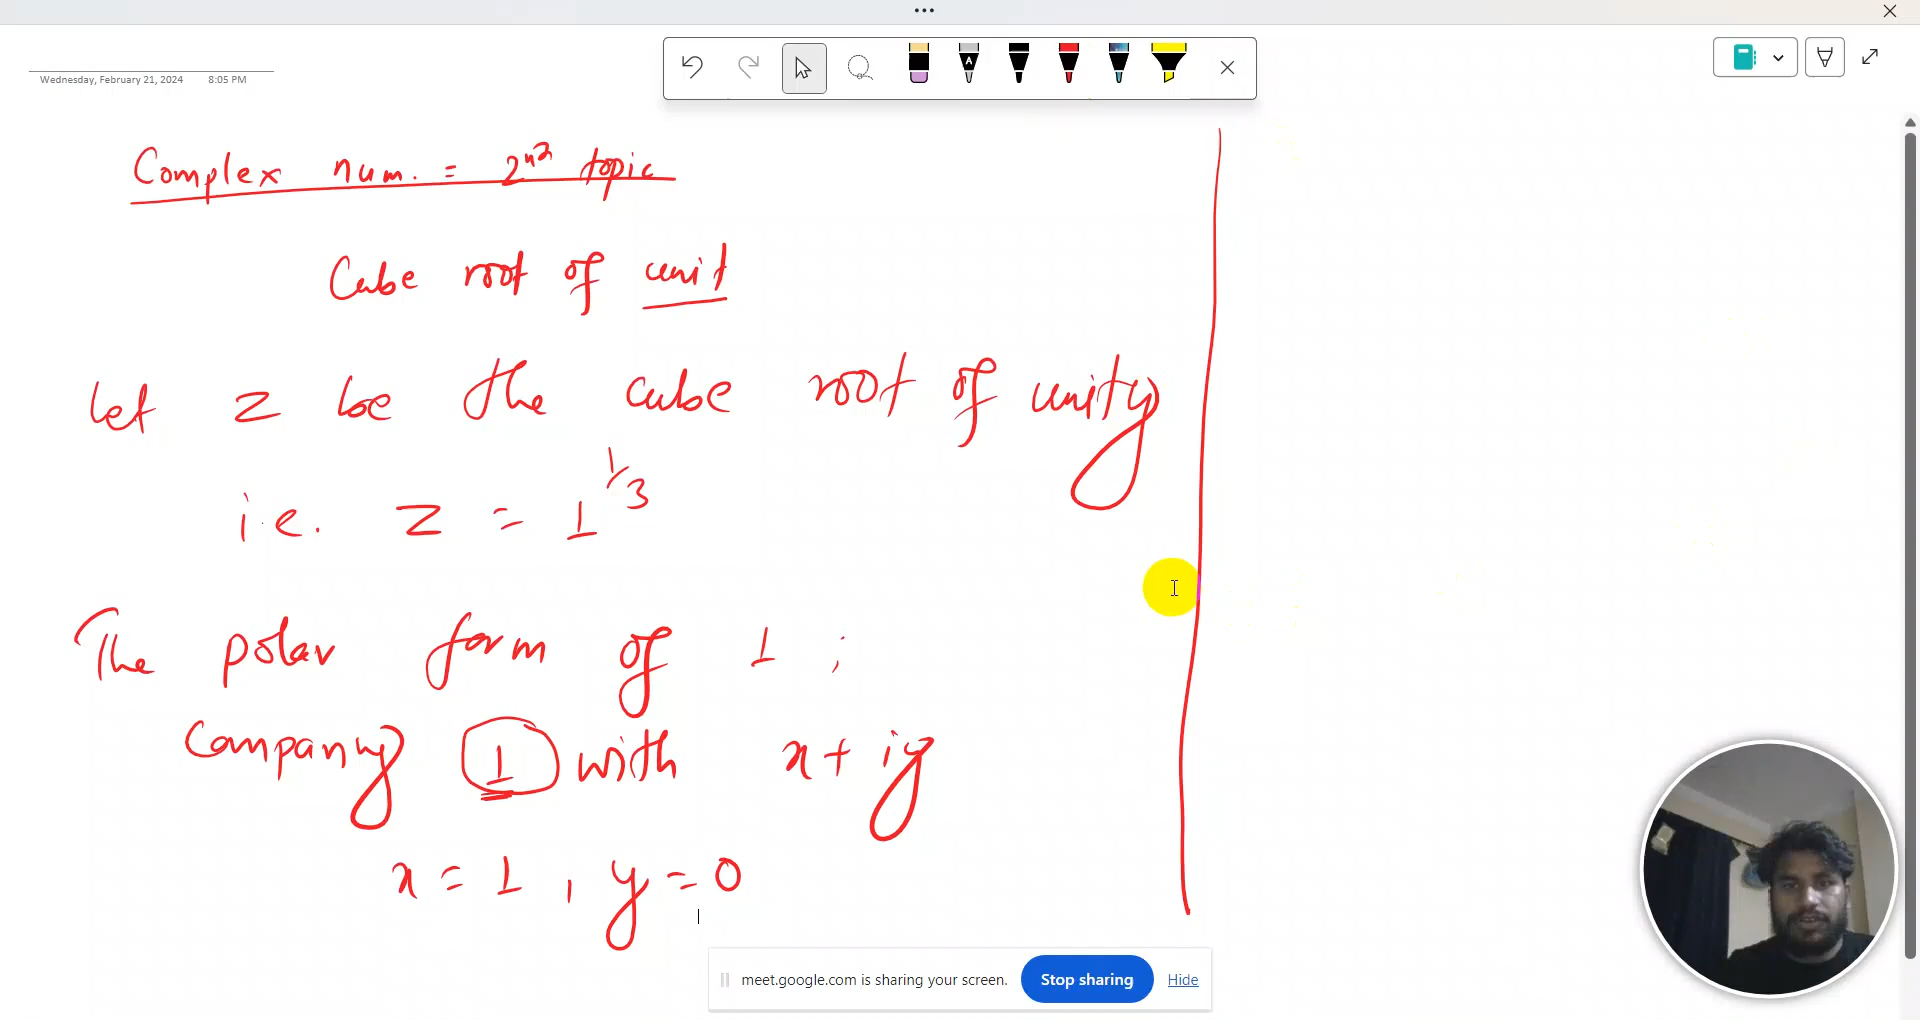 Wednesday, February 21, 2024 8:05 PM
Complex num. = 2nd topic
Cube root of unit
Let z be the cube root of unity
i.e. z = 1^1/3
The polar form of 1 ;
Company 1 with x + iy
x = 1 , y = 0
meet.google.com is sharing your screen. Stop sharing Hide